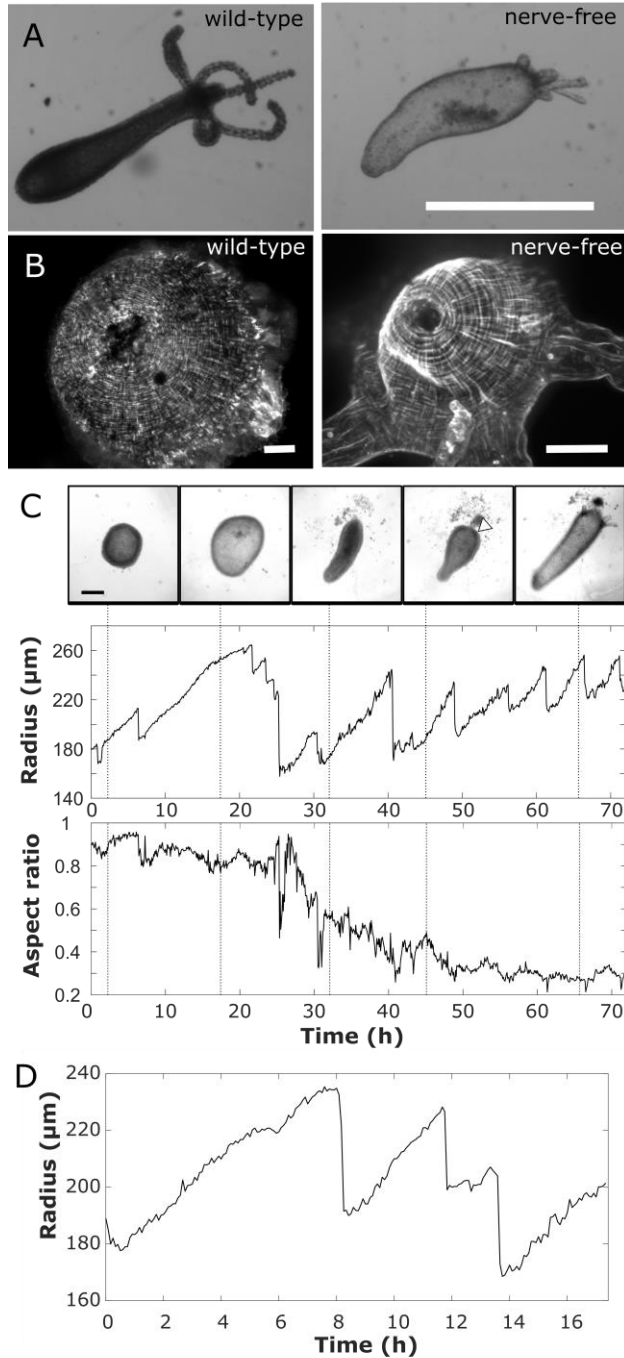 A
wild-type
nerve-free
B
wild-type
nerve-free
C
Radius (µm)
260
220
180
140
0 10 20 30 40 50 60 70
Aspect ratio
1
0.8
0.6
0.4
0.2
0 10 20 30 40 50 60 70
Time (h)
D
Radius (µm)
240
220
200
180
160
0 2 4 6 8 10 12 14 16
Time (h)